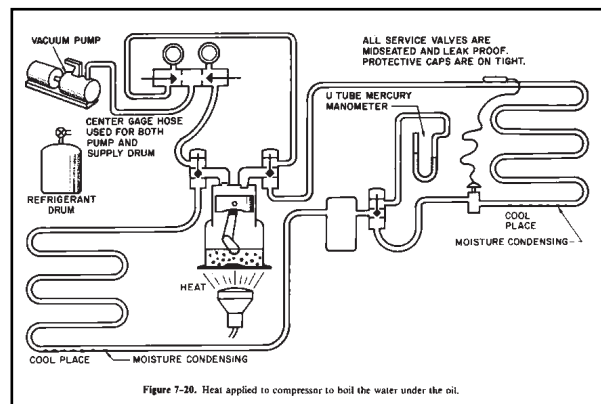 VACUUM PUMP
ALL SERVICE VALVES ARE
MIDSEATED AND LEAK PROOF.
PROTECTIVE CAPS ARE ON TIGHT.
U TUBE MERCURY
MANOMETER
CENTER GAGE HOSE
USED FOR BOTH
PUMP AND
SUPPLY DRUM
REFRIGERANT
DRUM
COOL
PLACE
MOISTURE CONDENSING
HEAT
COOL PLACE
MOISTURE CONDENSING
Figure 7-20. Heat applied to compressor to boil the water under the oil.